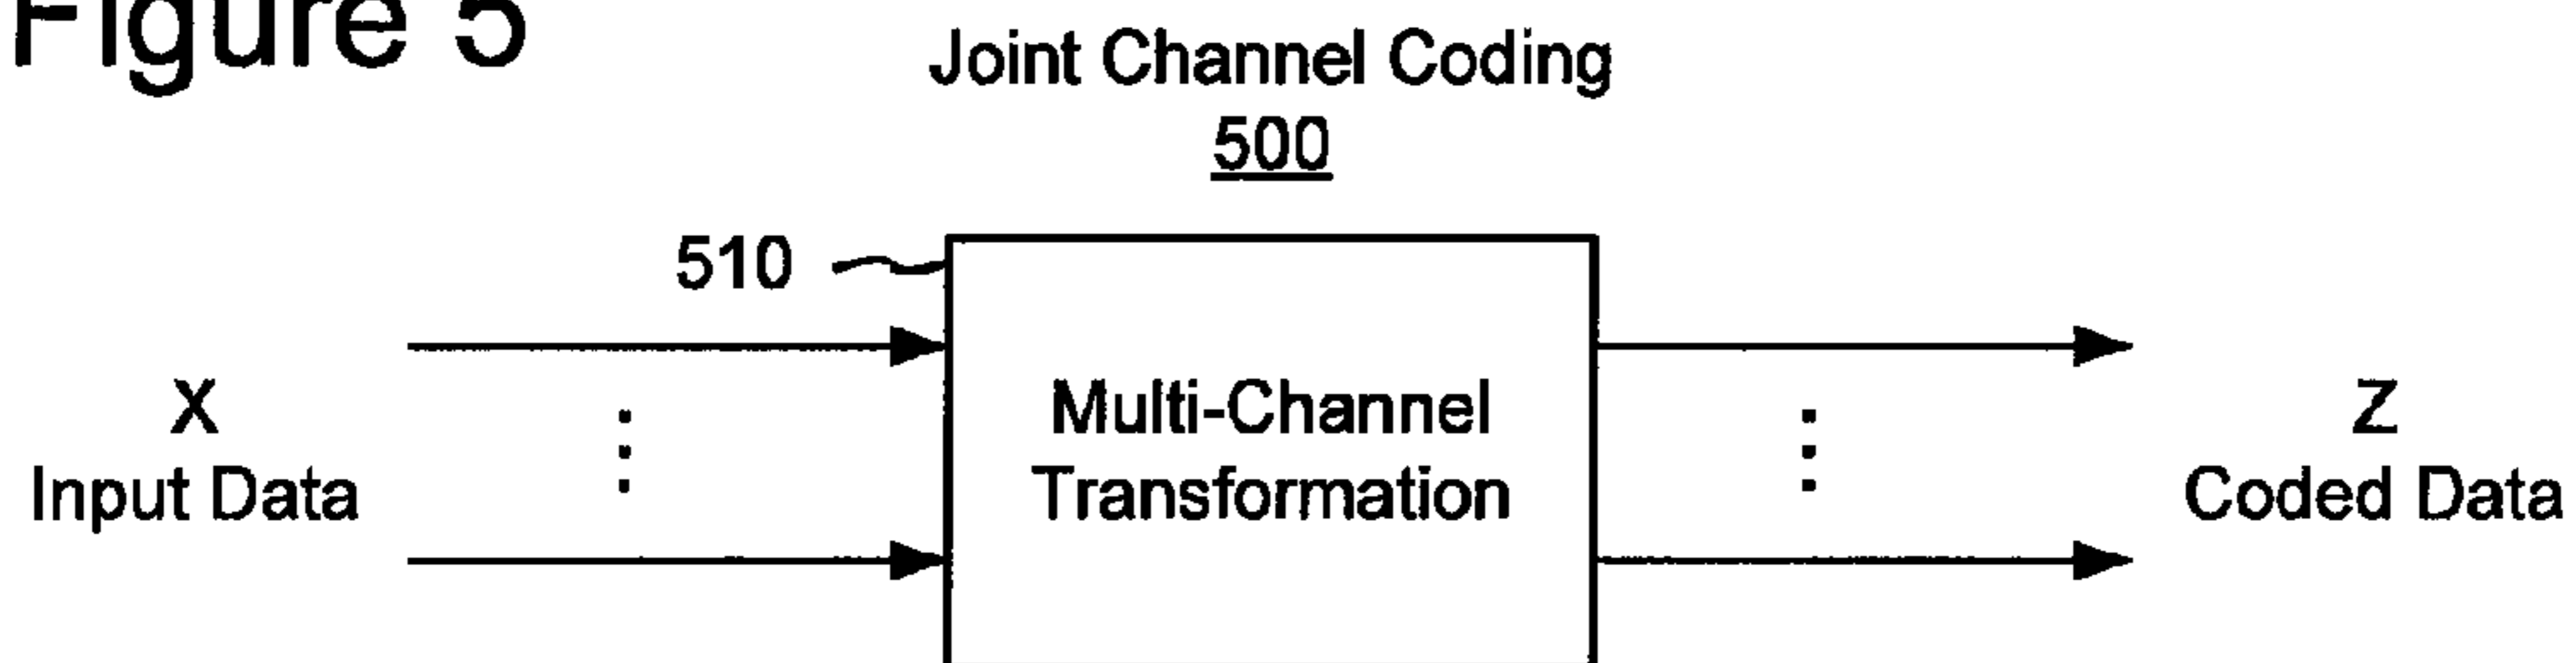 Figure 5
Joint Channel Coding
500
510
X
Input Data
Multi-Channel
Transformation
Z
Coded Data